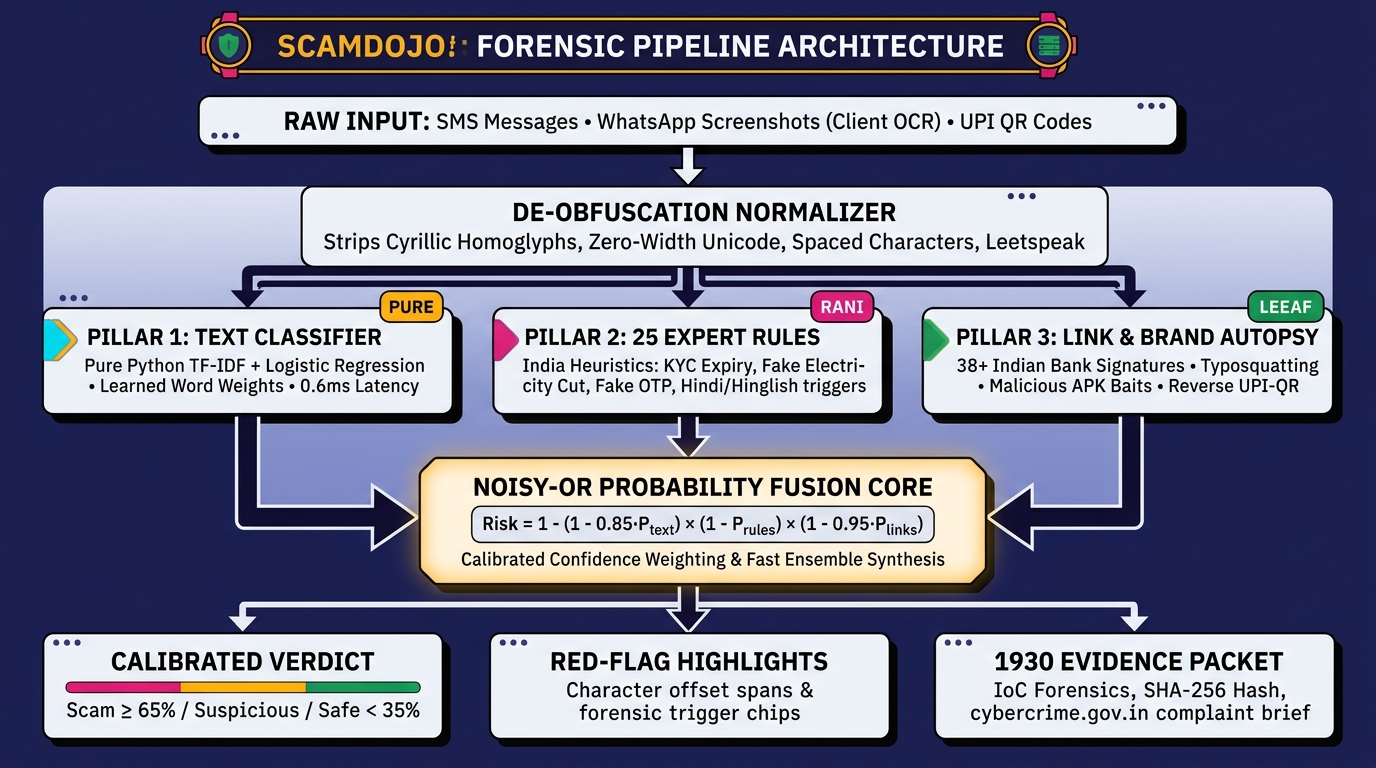 SCAMDOJO: FORENSIC PIPELINE ARCHITECTURE
RAW INPUT: SMS Messages • WhatsApp Screenshots (Client OCR) • UPI QR Codes
DE-OBFUSCATION NORMALIZER
Strips Cyrillic Homoglyphs, Zero-Width Unicode, Spaced Characters, Leetspeak
PURE
PILLAR 1: TEXT CLASSIFIER
Pure Python TF-IDF + Logistic Regression
• Learned Word Weights • 0.6ms Latency
RANI
PILLAR 2: 25 EXPERT RULES
India Heuristics: KYC Expiry, Fake Electri-
city Cut, Fake OTP, Hindi/Hinglish triggers
LEEAF
PILLAR 3: LINK & BRAND AUTOPSY
38+ Indian Bank Signatures • Typosquatting
• Malicious APK Baits • Reverse UPI-QR
NOISY-OR PROBABILITY FUSION CORE
Risk = 1 - (1 - 0.85·Ptext) × (1 - Prules) × (1 - 0.95·Plinks)
Calibrated Confidence Weighting & Fast Ensemble Synthesis
CALIBRATED VERDICT
Scam ≥ 65% / Suspicious / Safe < 35%
RED-FLAG HIGHLIGHTS
Character offset spans &
forensic trigger chips
1930 EVIDENCE PACKET
IoC Forensics, SHA-256 Hash,
cybercrime.gov.in complaint brief